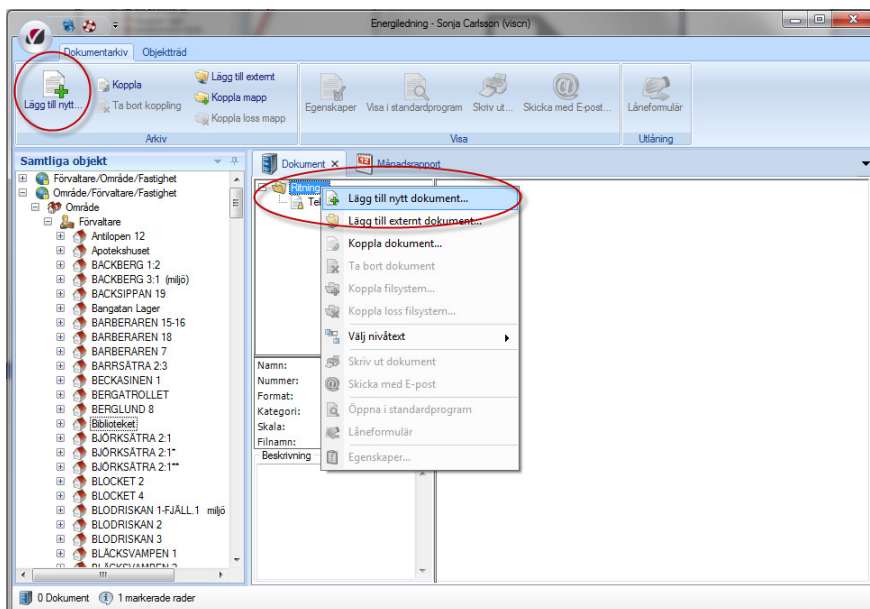 Energiledning - Sonja Carlsson (viscn)
Dokumentarkiv Objektträd
Lägg till nytt...
Koppla
Ta bort koppling
Lägg till externt
Koppla mapp
Koppla loss mapp
Arkiv
Egenskaper Visa i standardprogram Skriv ut... Skicka med E-post...
Visa
Låneformulär
Utlåning
Samtliga objekt
Förvaltare/Område/Fastighet
Område/Förvaltare/Fastighet
Område
Förvaltare
Antilopen 12
Apotekshuset
BACKBERG 1:2
BACKBERG 3:1 (miljö)
BACKSIPPAN 19
Bangatan Lager
BARBERAREN 15-16
BARBERAREN 18
BARBERAREN 7
BARRSÄTRA 2:3
BECKASINEN 1
BERGATROLLET
BERGLUND 8
Biblioteket
BJÖRKSÄTRA 2:1
BJÖRKSÄTRA 2:1*
BJÖRKSÄTRA 2:1**
BLOCKET 2
BLOCKET 4
BLODRISKAN 1-FJÄLL.1 miljö
BLODRISKAN 2
BLODRISKAN 3
BLÄCKSVAMPEN 1
BLÄCKSVAMPEN 2
Dokument Månadsrapport
Ritning
Tel
Lägg till nytt dokument...
Lägg till externt dokument...
Koppla dokument...
Ta bort dokument
Koppla filsystem...
Koppla loss filsystem...
Välj nivåtext
Skriv ut dokument
Skicka med E-post
Öppna i standardprogram
Låneformulär
Egenskaper...
Namn:
Nummer:
Format:
Kategori:
Skala:
Filnamn:
Beskrivning
0 Dokument 1 markerade rader